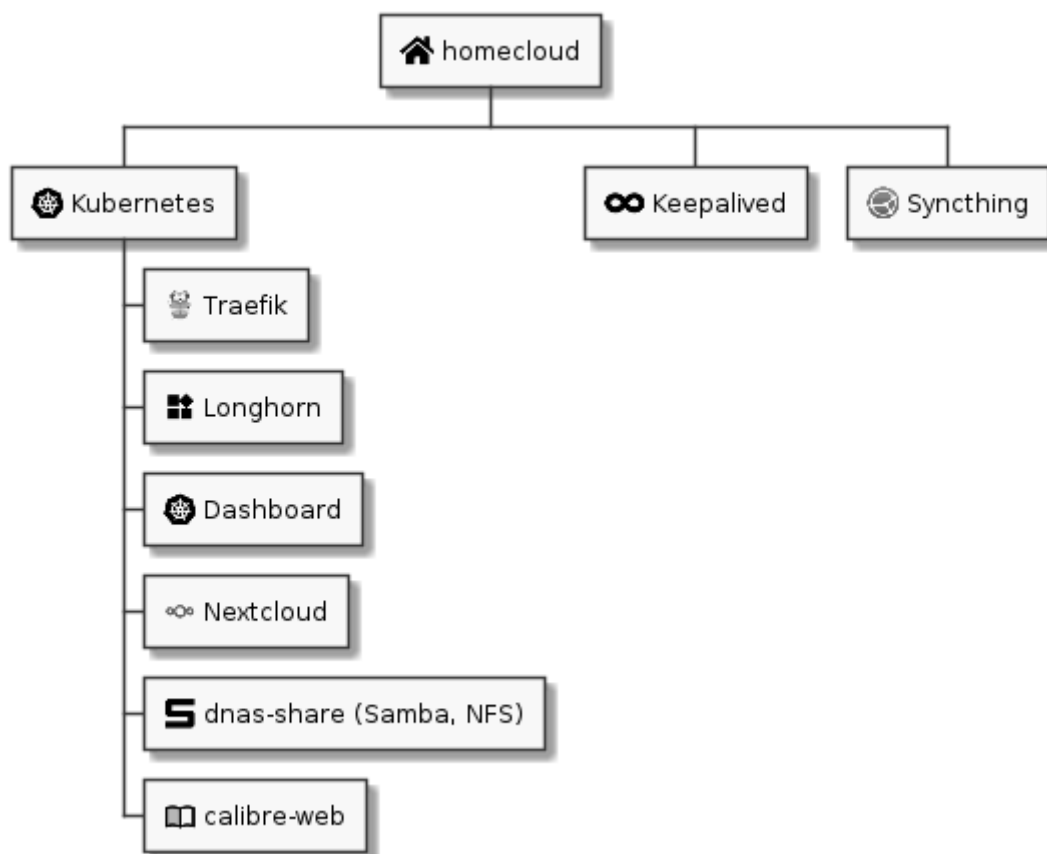 homecloud
Kubernetes
Keepalived
Syncthing
Traefik
Longhorn
Dashboard
Nextcloud
dnas-share (Samba, NFS)
calibre-web